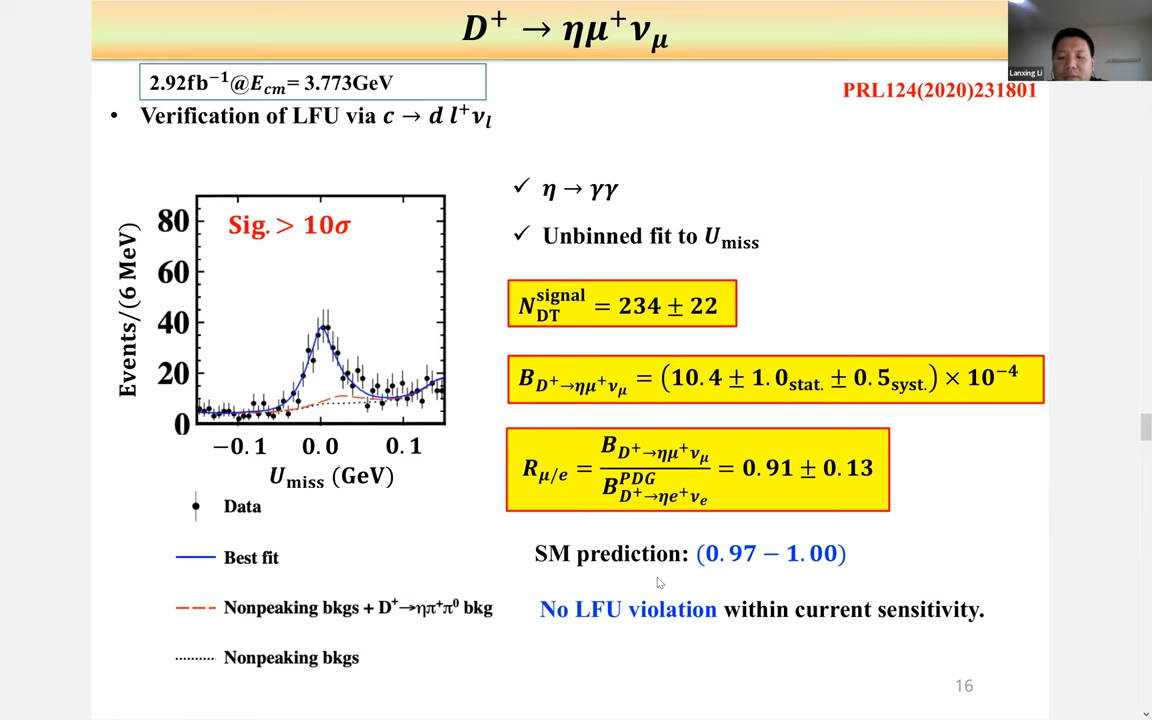 D⁺ → ημ⁺ν_μ
Lanxing Li
2.92fb⁻¹@E_cm= 3.773GeV
PRL124(2020)231801
• Verification of LFU via c → d l⁺ν_l
✓ η → γγ
✓ Unbinned fit to U_miss
Sig. > 10σ
80
60
40
20
0
Events/(6 MeV)
−0.1 0.0 0.1
U_miss (GeV)
N_DT^signal = 234 ± 22
B_D⁺→ημ⁺ν_μ = (10.4 ± 1.0_stat. ± 0.5_syst.) × 10⁻⁴
R_μ/e = B_D⁺→ημ⁺ν_μ / B^PDG_D⁺→ηe⁺ν_e = 0.91 ± 0.13
Data
Best fit
Nonpeaking bkgs + D⁺→ηπ⁺π⁰ bkg
Nonpeaking bkgs
SM prediction: (0.97 − 1.00)
No LFU violation within current sensitivity.
16